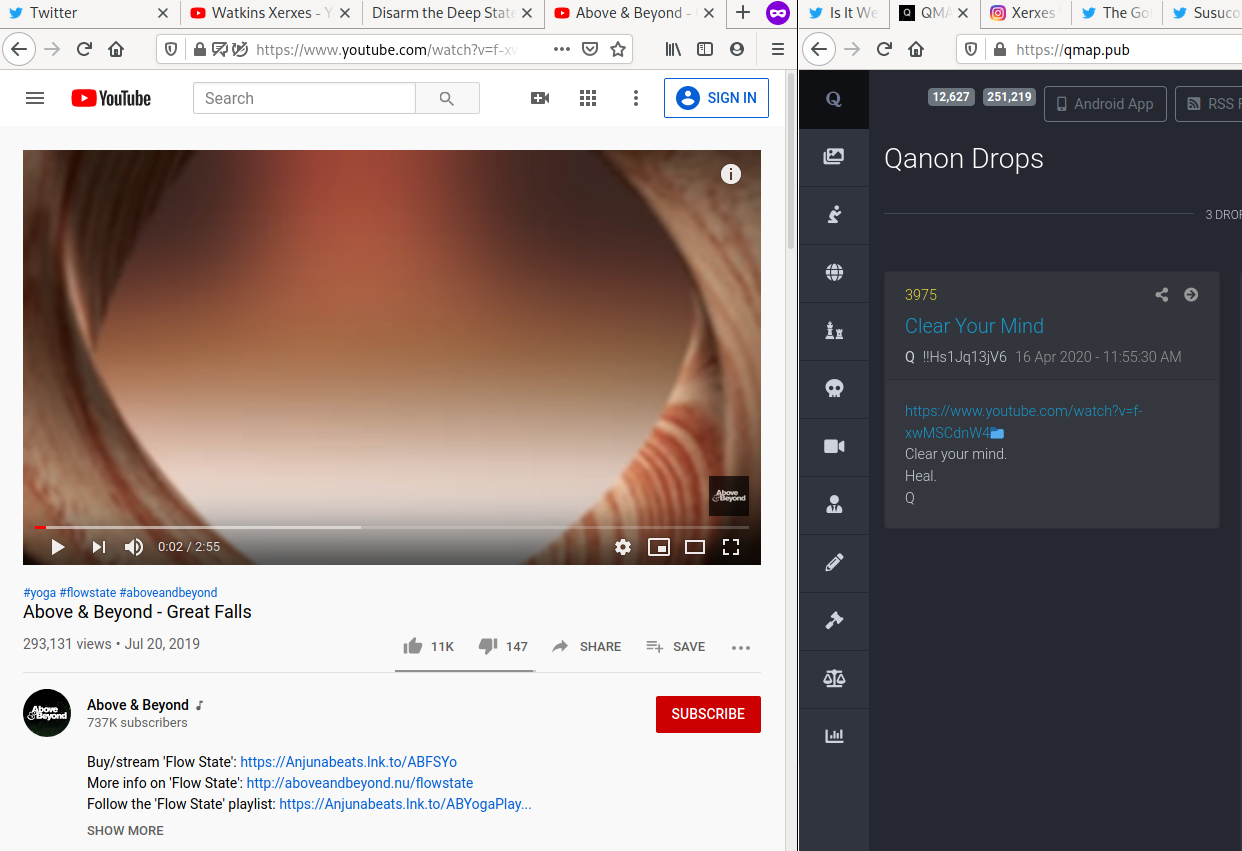 Twitter
Watkins Xerxes - Y
Disarm the Deep State
Above & Beyond -
https://www.youtube.com/watch?v=f-xw
YouTube
Search
SIGN IN
Above
&Beyond
0:02 / 2:55
#yoga #flowstate #aboveandbeyond
Above & Beyond - Great Falls
293,131 views • Jul 20, 2019
11K
147
SHARE
SAVE
Above
&Beyond
Above & Beyond
737K subscribers
SUBSCRIBE
Buy/stream 'Flow State': https://Anjunabeats.lnk.to/ABFSYo
More info on 'Flow State': http://aboveandbeyond.nu/flowstate
Follow the 'Flow State' playlist: https://Anjunabeats.lnk.to/ABYogaPlay...
SHOW MORE
Is It We
QMA
Xerxes
The Go
Susuco
https://qmap.pub
Q
12,627
251,219
Android App
RSS F
Qanon Drops
3 DROP
3975
Clear Your Mind
Q !!Hs1Jq13jV6 16 Apr 2020 - 11:55:30 AM
https://www.youtube.com/watch?v=f-
xwMSCdnW4
Clear your mind.
Heal.
Q